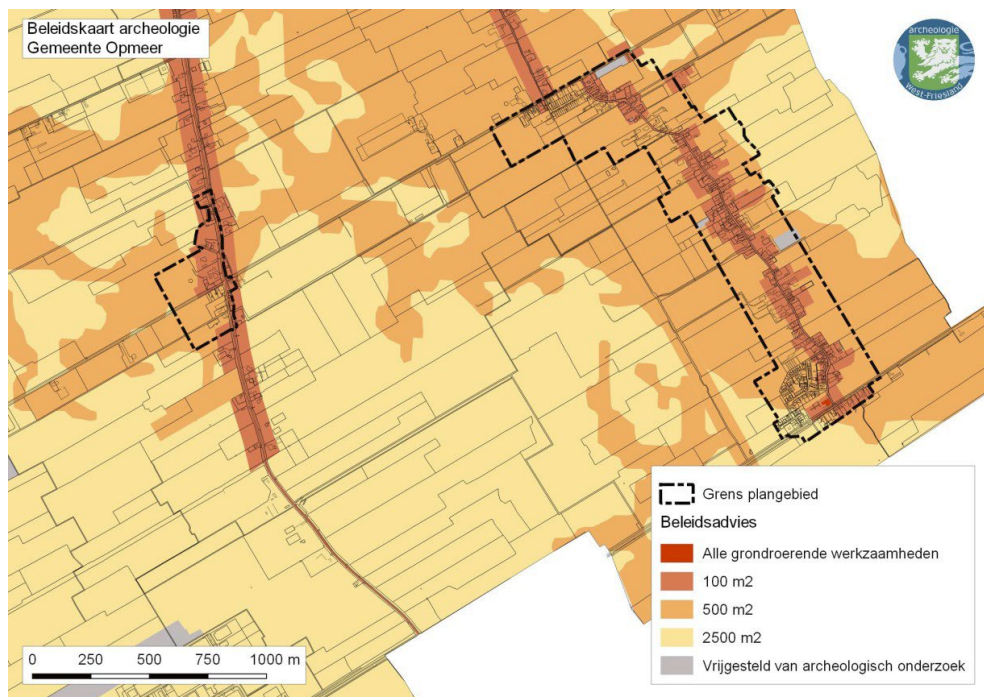 Beleidskaart archeologie
Gemeente Opmeer
archeologie
West-Friesland
Grens plangebied
Beleidsadvies
Alle grondroerende werkzaamheden
100 m2
500 m2
2500 m2
Vrijgesteld van archeologisch onderzoek
0 250 500 750 1000 m